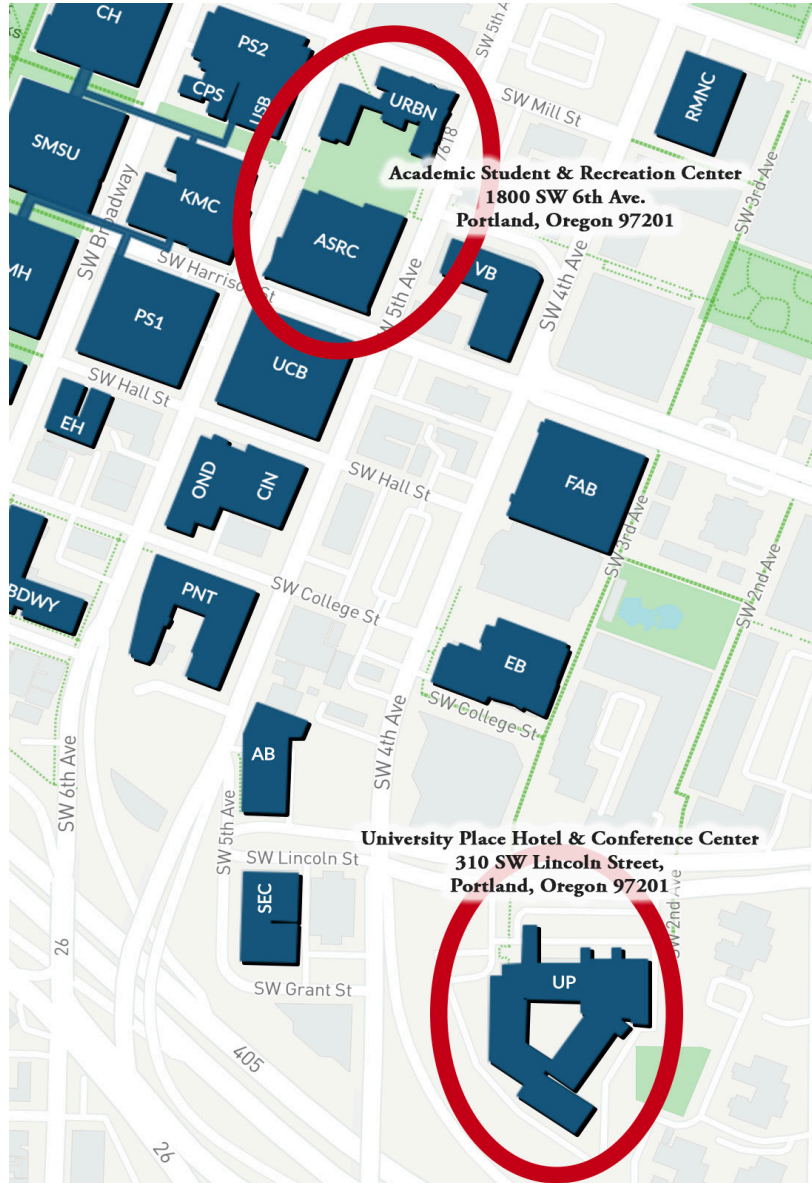 CH
ks
PS2
CPS
USB
URBN
SW 5th Ave
SW Mill St
RMNC
SMSU
KMC
SW Broadway
7618
Academic Student & Recreation Center
1800 SW 6th Ave.
Portland, Oregon 97201
SW 3rd Ave
MH
SW Harrison St
ASRC
SW 5th Ave
VB
SW 4th Ave
PS1
UCB
SW Hall St
EH
OND
CIN
SW Hall St
FAB
SW 3rd Ave
SW 2nd Ave
BDWY
PNT
SW College St
EB
SW College St
SW 4th Ave
AB
SW 6th Ave
SW 5th Ave
University Place Hotel & Conference Center
310 SW Lincoln Street,
Portland, Oregon 97201
SW Lincoln St
SEC
SW 2nd Ave
26
SW Grant St
UP
405
26